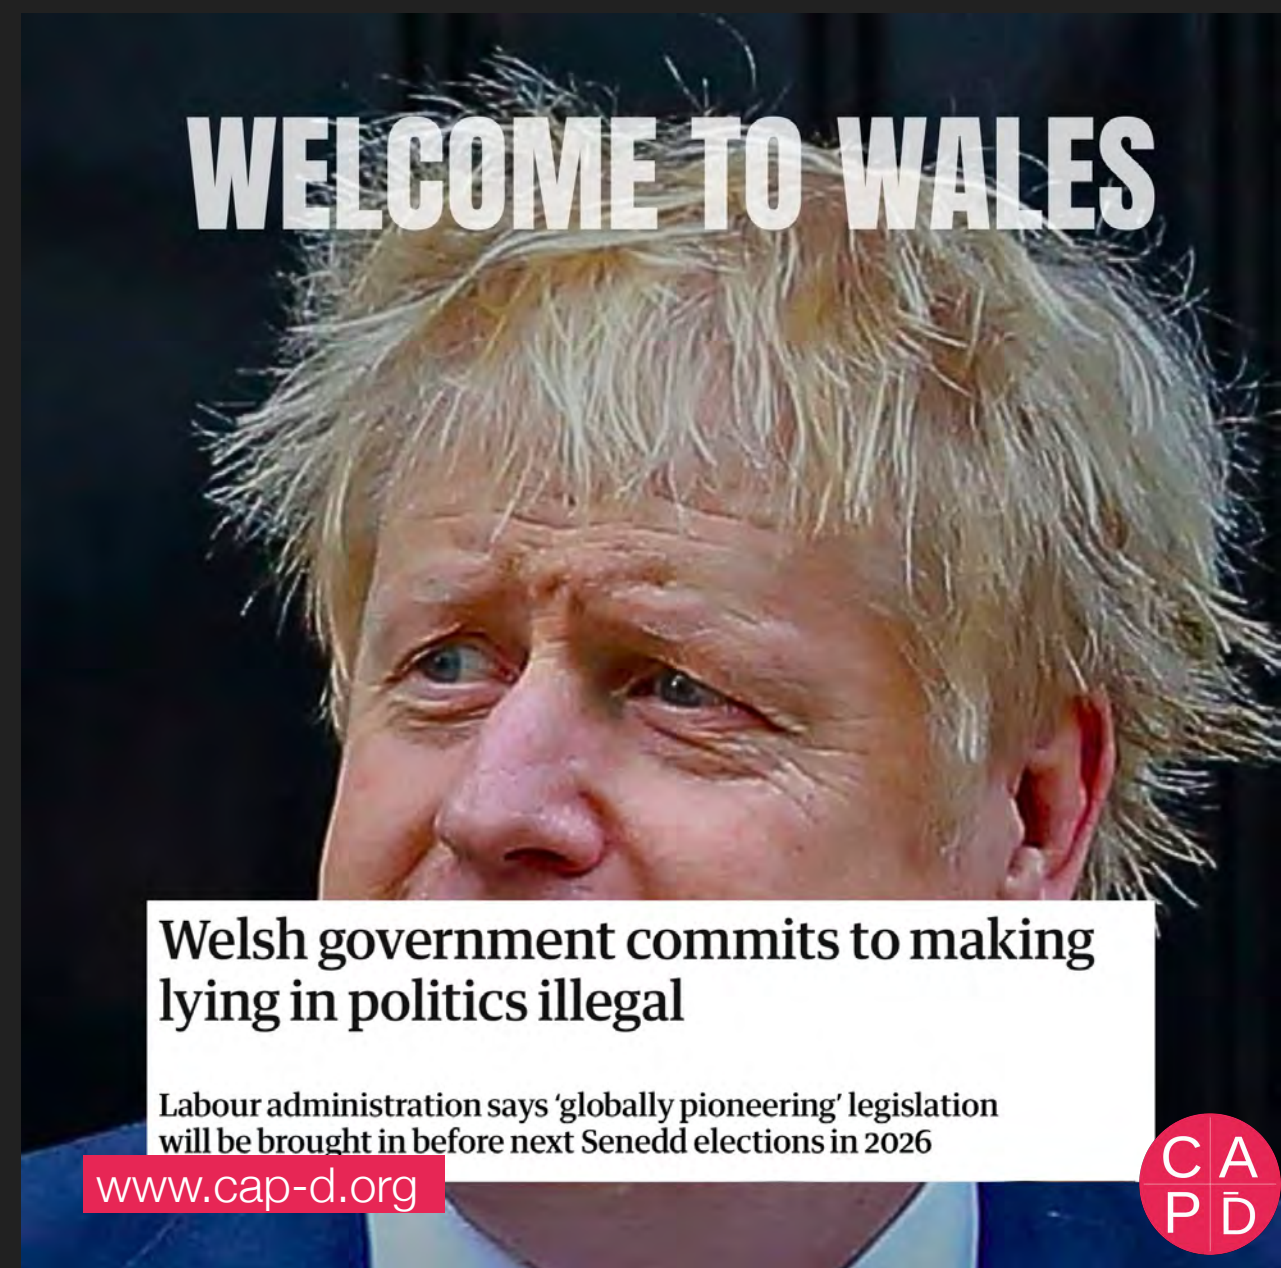 WELCOME TO WALES
Welsh government commits to making
lying in politics illegal
Labour administration says ‘globally pioneering’ legislation
will be brought in before next Senedd elections in 2026
www.cap-d.org
C A
P D̄